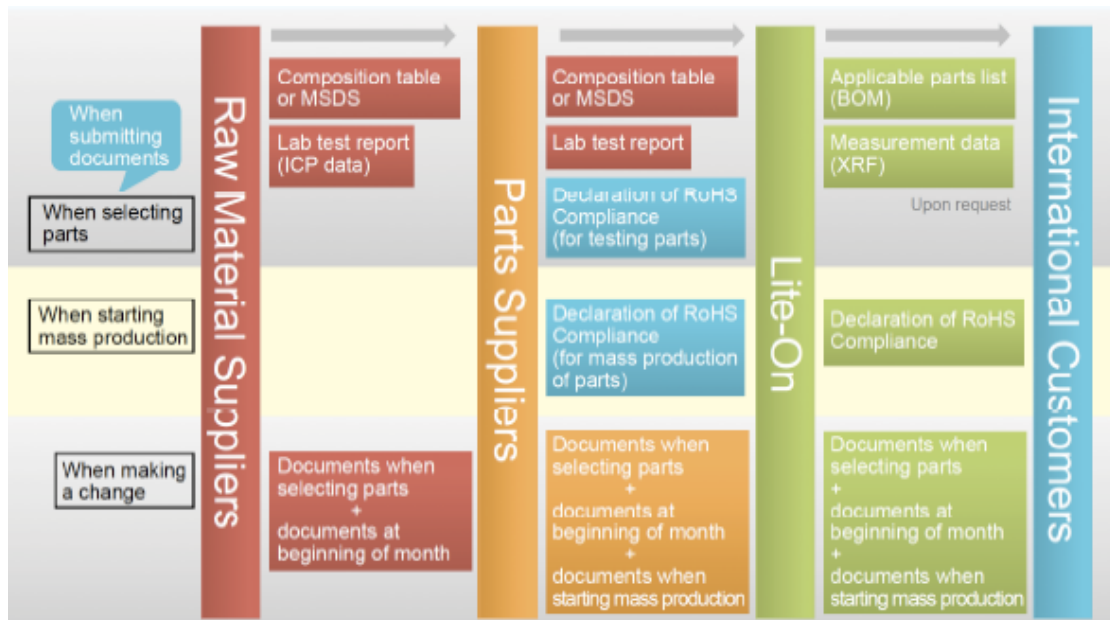 When
submitting
documents
When selecting
parts
When starting
mass production
When making
a change
Raw Material Suppliers
Composition table
or MSDS
Lab test report
(ICP data)
Documents when
selecting parts
+
documents at
beginning of month
Parts Suppliers
Composition table
or MSDS
Lab test report
Declaration of RoHS
Compliance
(for testing parts)
Declaration of RoHS
Compliance
(for mass production
of parts)
Documents when
selecting parts
+
documents at
beginning of month
+
documents when
starting mass production
Lite-On
Applicable parts list
(BOM)
Measurement data
(XRF)
Upon request
Declaration of RoHS
Compliance
Documents when
selecting parts
+
documents at
beginning of month
+
documents when
starting mass production
International Customers